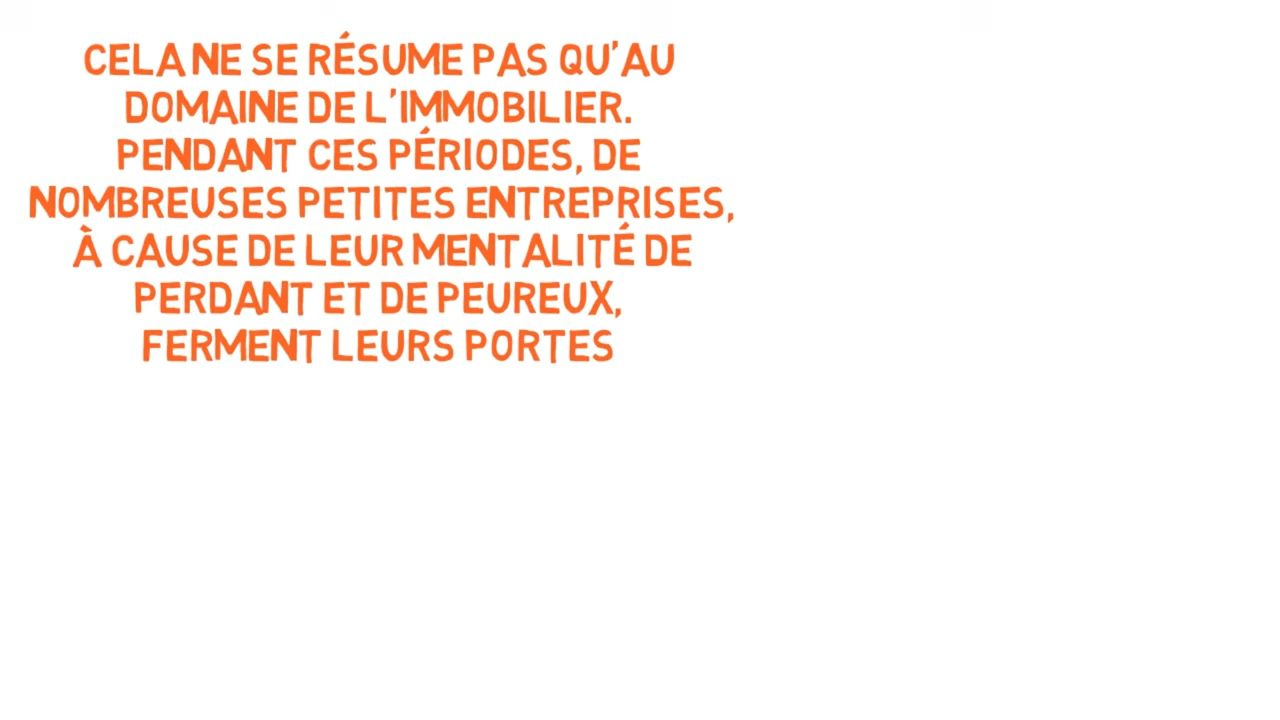 CELA NE SE RÉSUME PAS QU'AU
DOMAINE DE L'IMMOBILIER.
PENDANT CES PÉRIODES, DE
NOMBREUSES PETITES ENTREPRISES,
À CAUSE DE LEUR MENTALITÉ DE
PERDANT ET DE PEUREUX,
FERMENT LEURS PORTES